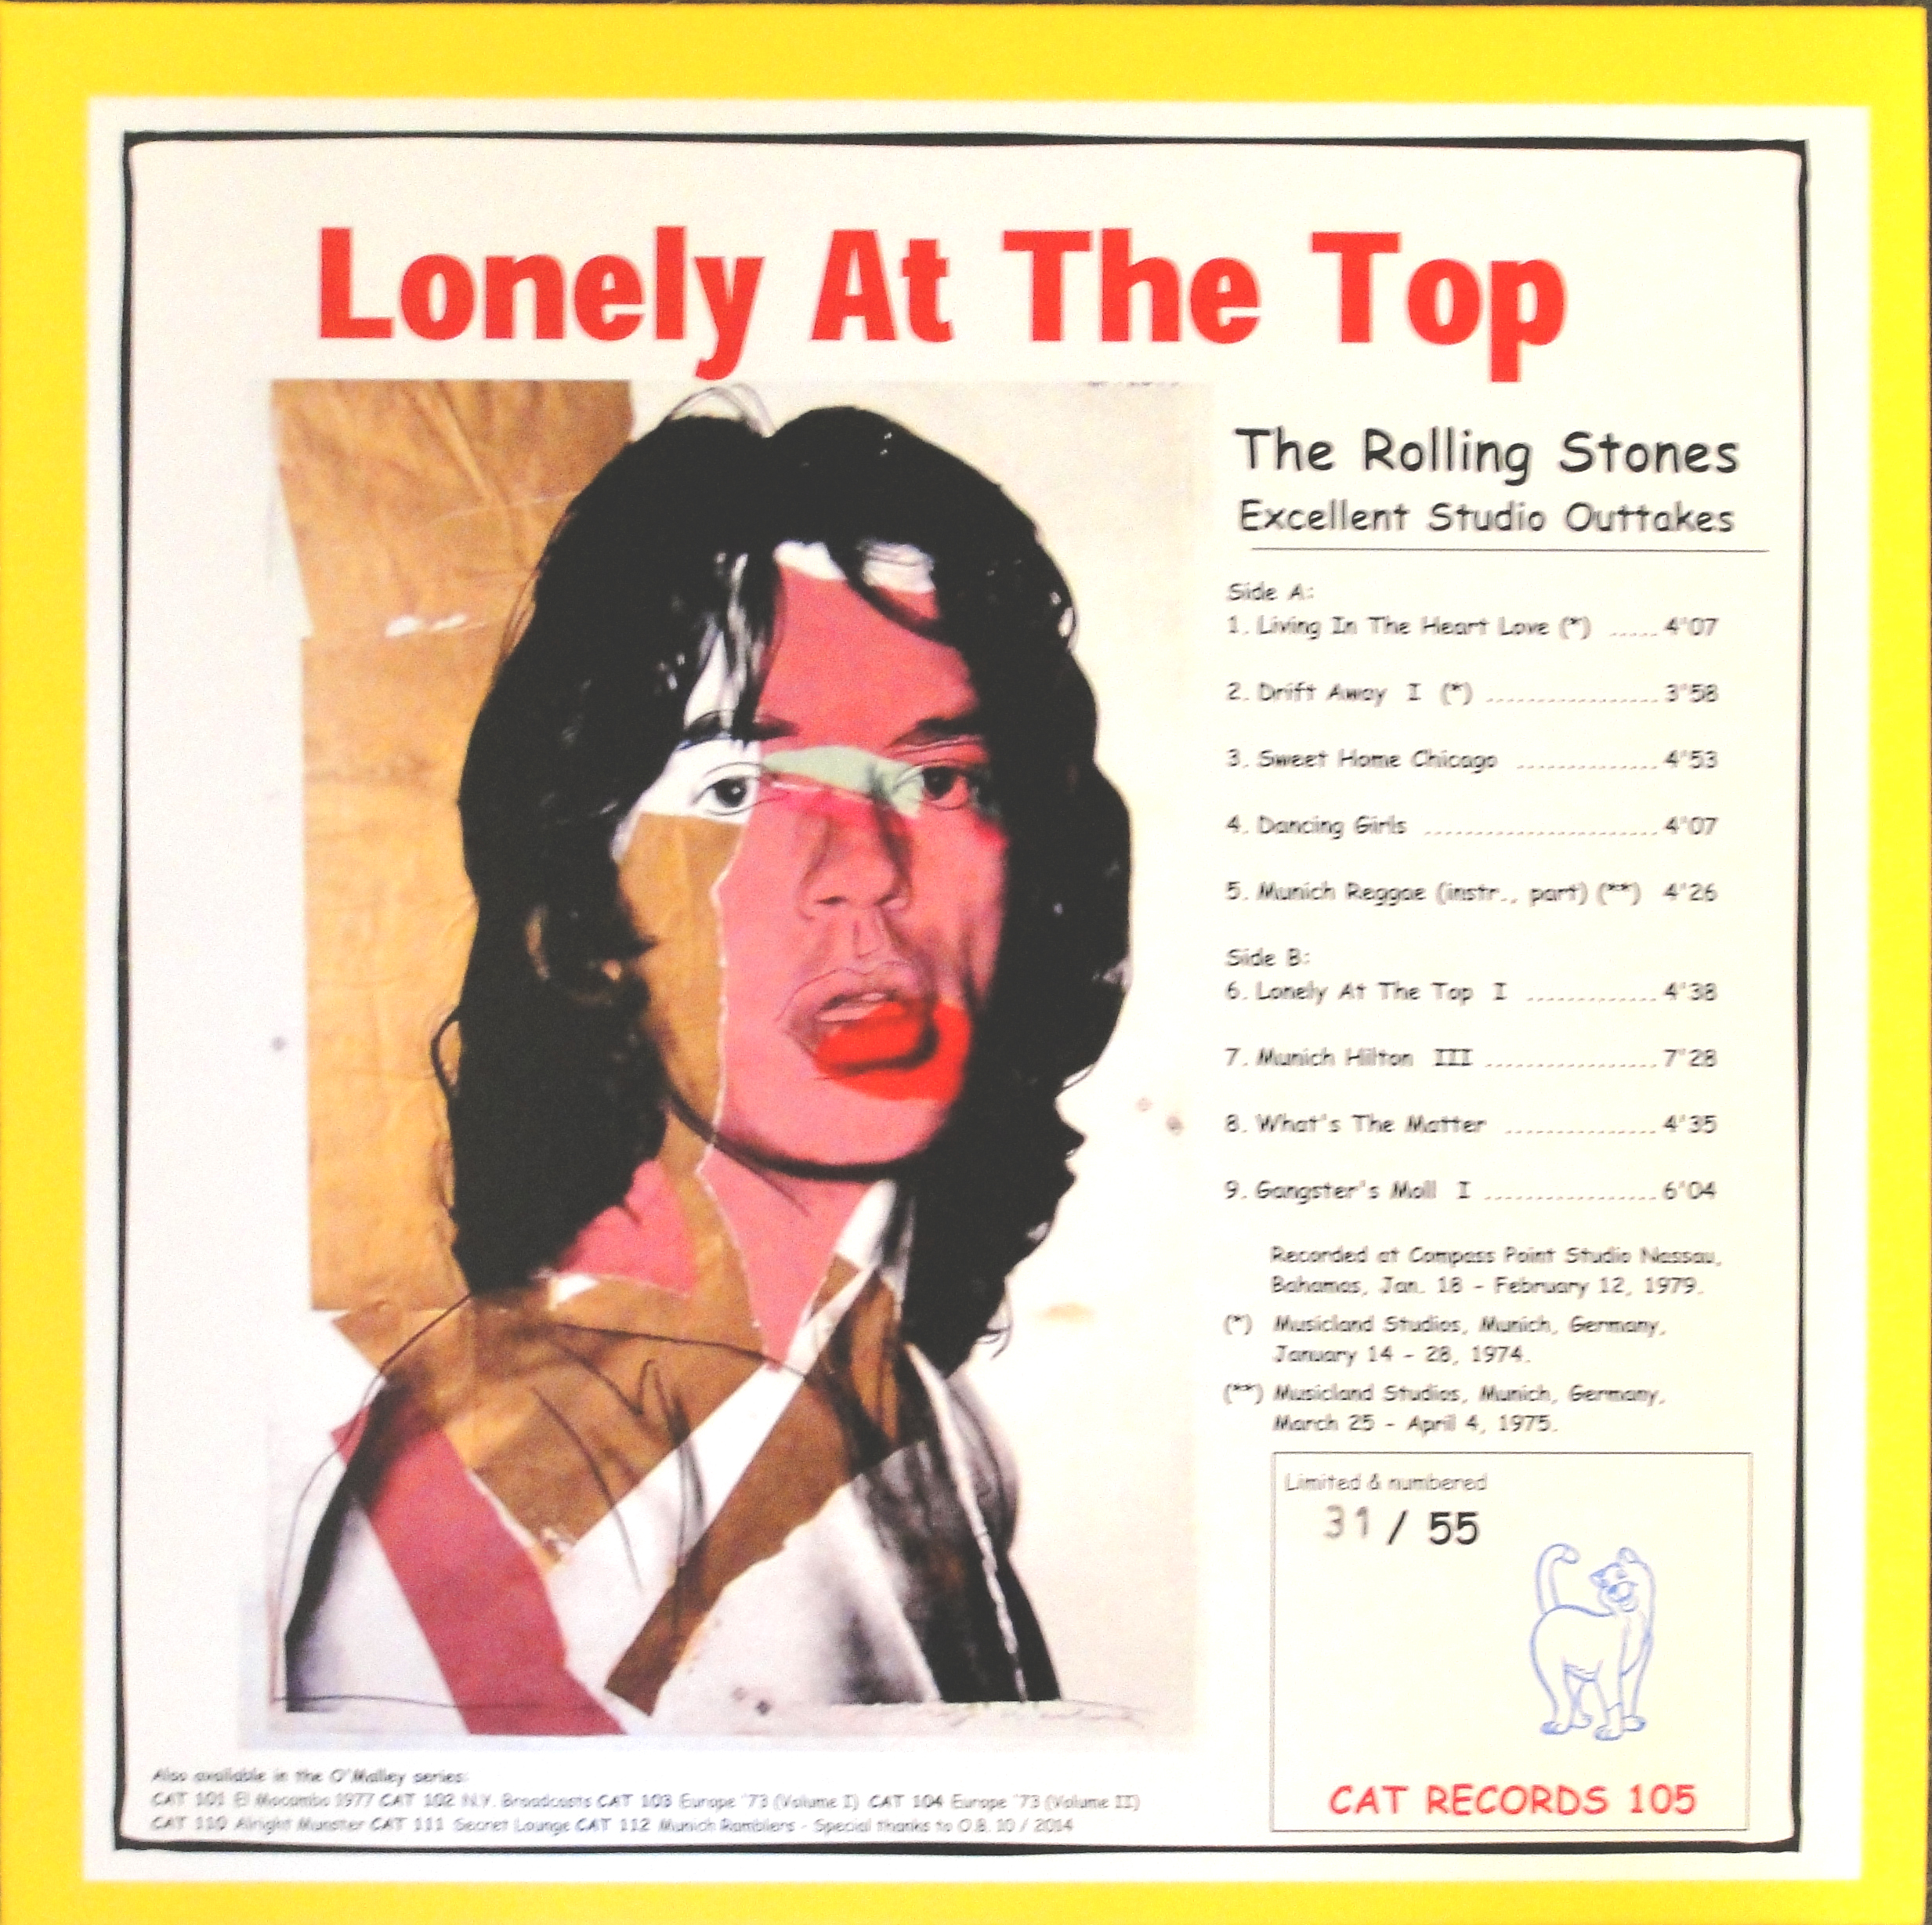 Lonely At The Top
The Rolling Stones
Excellent Studio Outtakes
Side A:
1. Living In The Heart Love (*) ..... 4'07
2. Drift Away I (*) ................. 3'58
3. Sweet Home Chicago .............. 4'53
4. Dancing Girls ....................... 4'07
5. Munich Reggae (instr., part) (**) 4'26
Side B:
6. Lonely At The Top I ............. 4'38
7. Munich Hilton III ................. 7'28
8. What's The Matter ............... 4'35
9. Gangster's Moll I ................. 6'04
Recorded at Compass Point Studio Nassau,
Bahamas, Jan. 18 - February 12, 1979.
(*) Musicland Studios, Munich, Germany,
January 14 - 28, 1974.
(**) Musicland Studios, Munich, Germany,
March 25 - April 4, 1975.
Limited & numbered
31 / 55
CAT RECORDS 105
Also available in the O'Malley series:
CAT 101 El Mocambo 1977 CAT 102 N.Y. Broadcasts CAT 103 Europe '73 (Volume I) CAT 104 Europe '73 (Volume II)
CAT 110 Alright Munster CAT 111 Secret Lounge CAT 112 Munich Ramblers - Special thanks to O.B. 10 / 2014